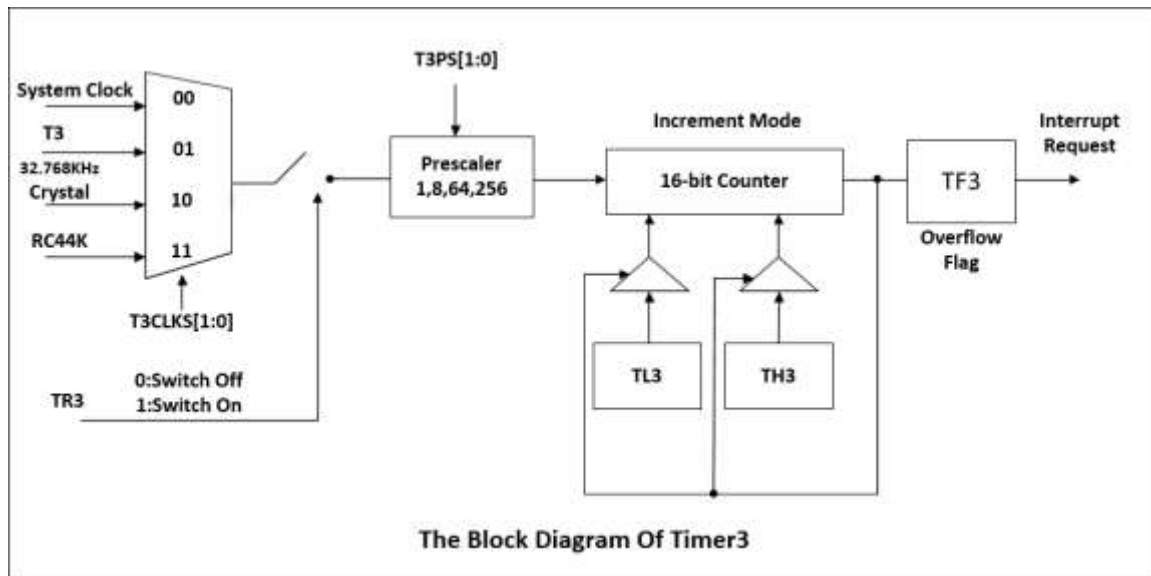 T3PS[1:0]
System Clock
00
T3
01
32.768KHz
Crystal
10
RC44K
11
T3CLKS[1:0]
0:Switch Off
TR3
1:Switch On
Prescaler
1,8,64,256
Increment Mode
16-bit Counter
TL3
TH3
TF3
Overflow
Flag
Interrupt
Request
The Block Diagram Of Timer3